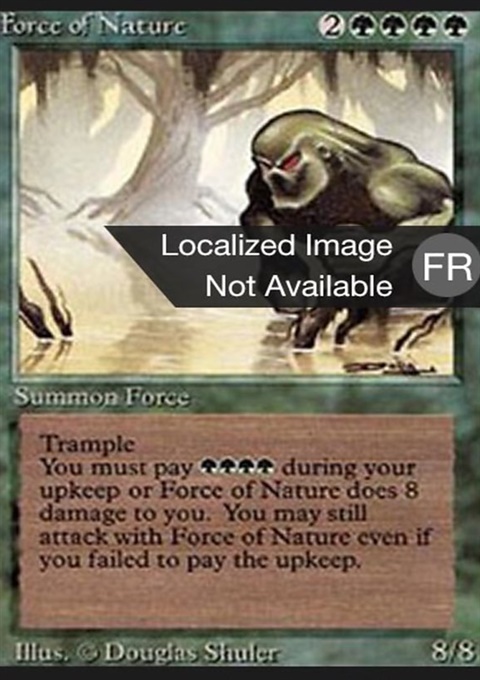 Force of Nature 2
Localized Image
Not Available
FR
Summon Force
Trample
You must pay during your
upkeep or Force of Nature does 8
damage to you. You may still
attack with Force of Nature even if
you failed to pay the upkeep.
Illus. © Douglas Shuler 8/8